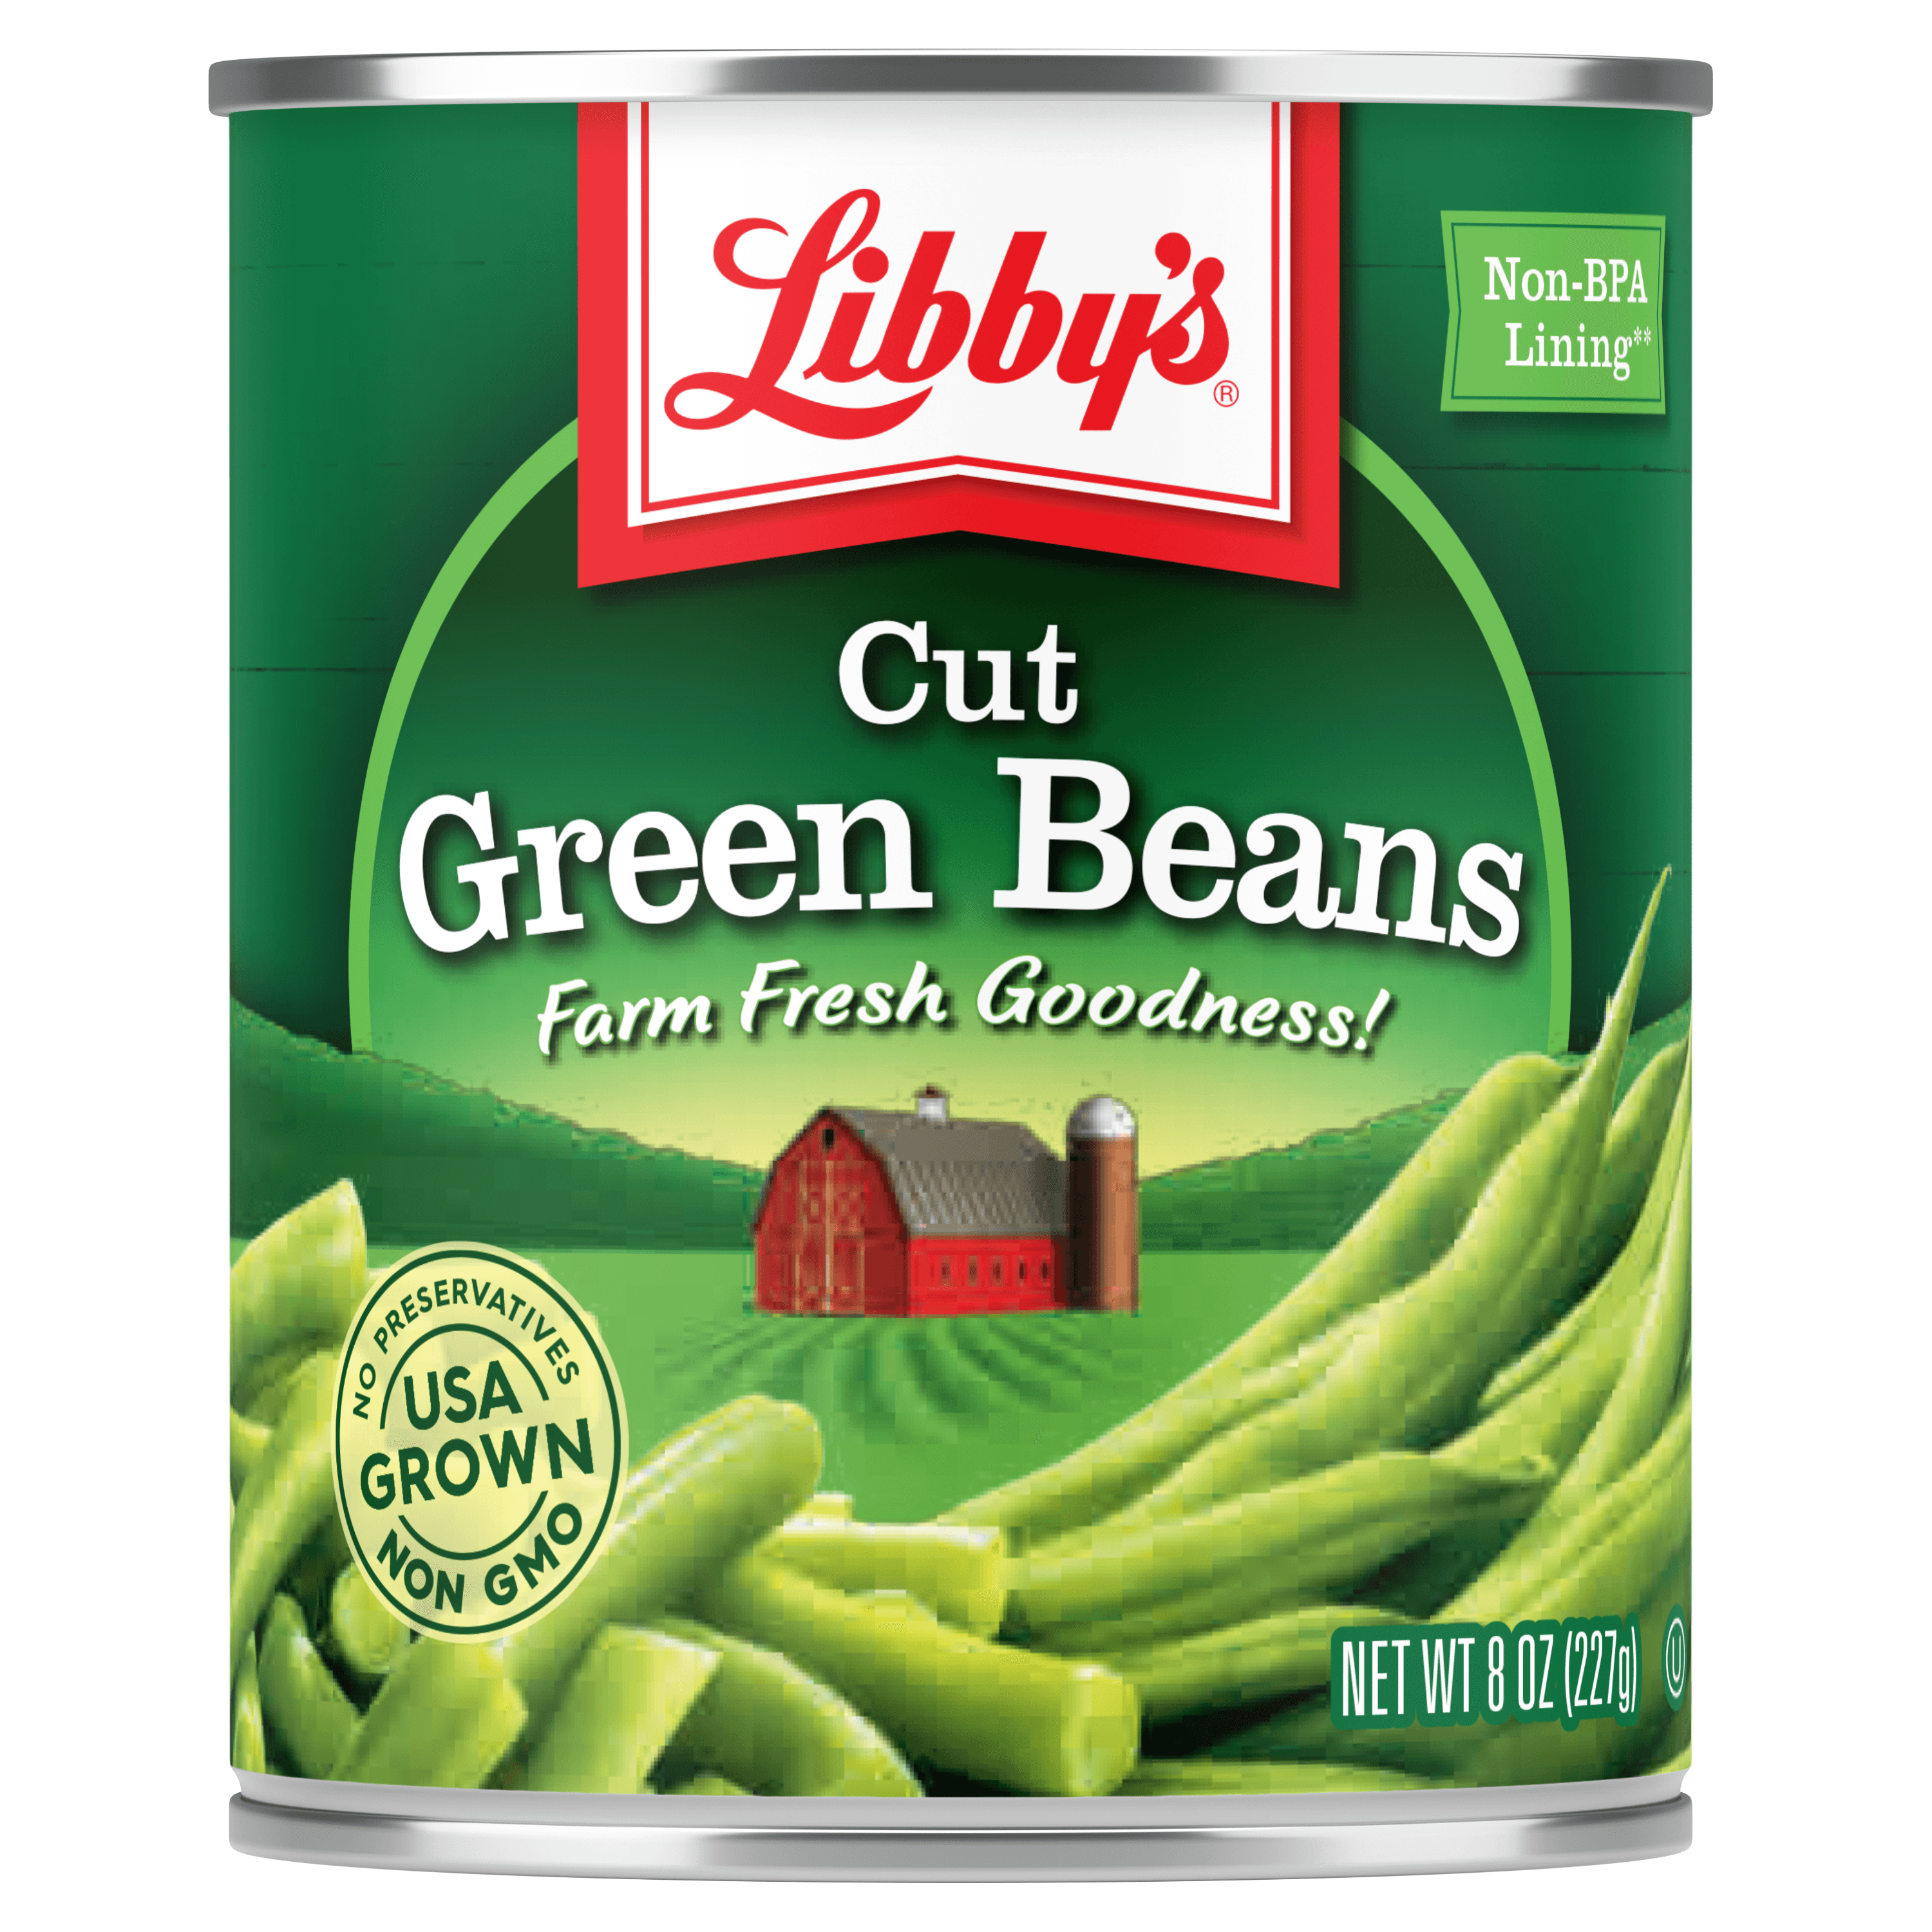 Libby's®
Non-BPA
Lining**
Cut
Green Beans
Farm Fresh Goodness!
NO PRESERVATIVES
USA
GROWN
NON GMO
NET WT 8 OZ (227g) U